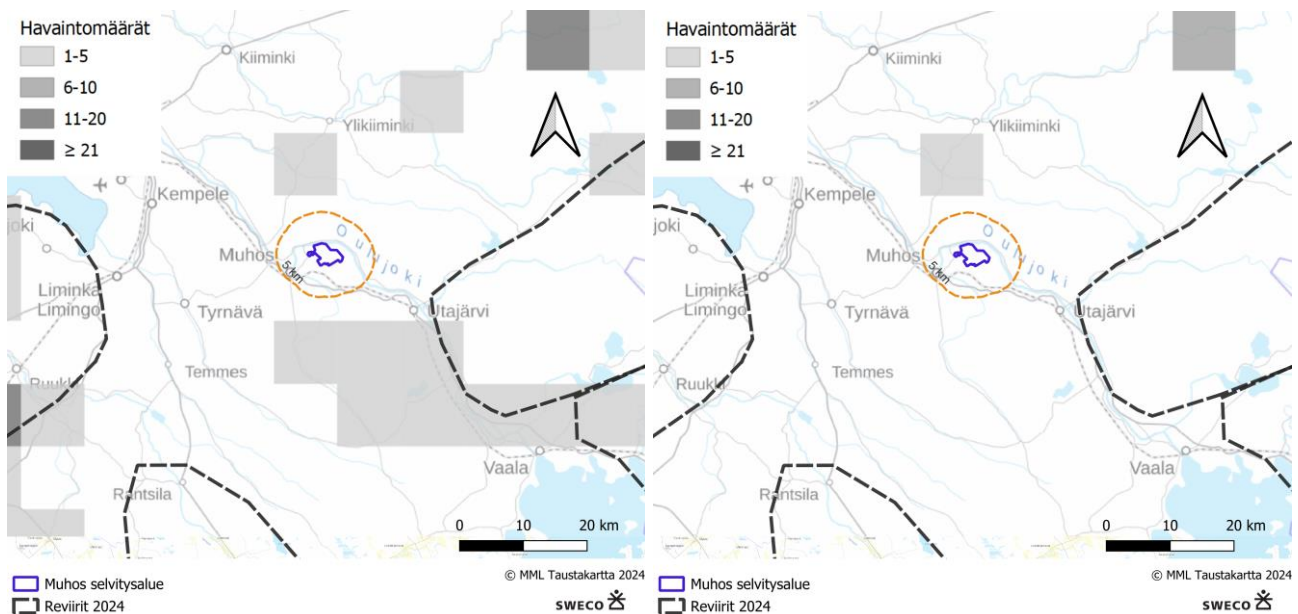 Havaintomäärät
1-5
6-10
11-20
≥ 21
Kiiminki
Ylikiiminki
Kempele
joki
Muhos
Oulujoki
5 km
Liminka
Limingo
Tyrnävä
Utajärvi
Temmes
Ruukki
Vaala
Rantsila
0 10 20 km
© MML Taustakartta 2024
Muhos selvitysalue
Reviirit 2024
SWECO
Havaintomäärät
1-5
6-10
11-20
≥ 21
Kiiminki
Ylikiiminki
Kempele
joki
Muhos
Oulujoki
5 km
Liminka
Limingo
Tyrnävä
Utajärvi
Temmes
Ruukki
Vaala
Rantsila
0 10 20 km
© MML Taustakartta 2024
Muhos selvitysalue
Reviirit 2024
SWECO